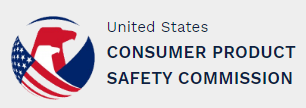 United States
CONSUMER PRODUCT
SAFETY COMMISSION